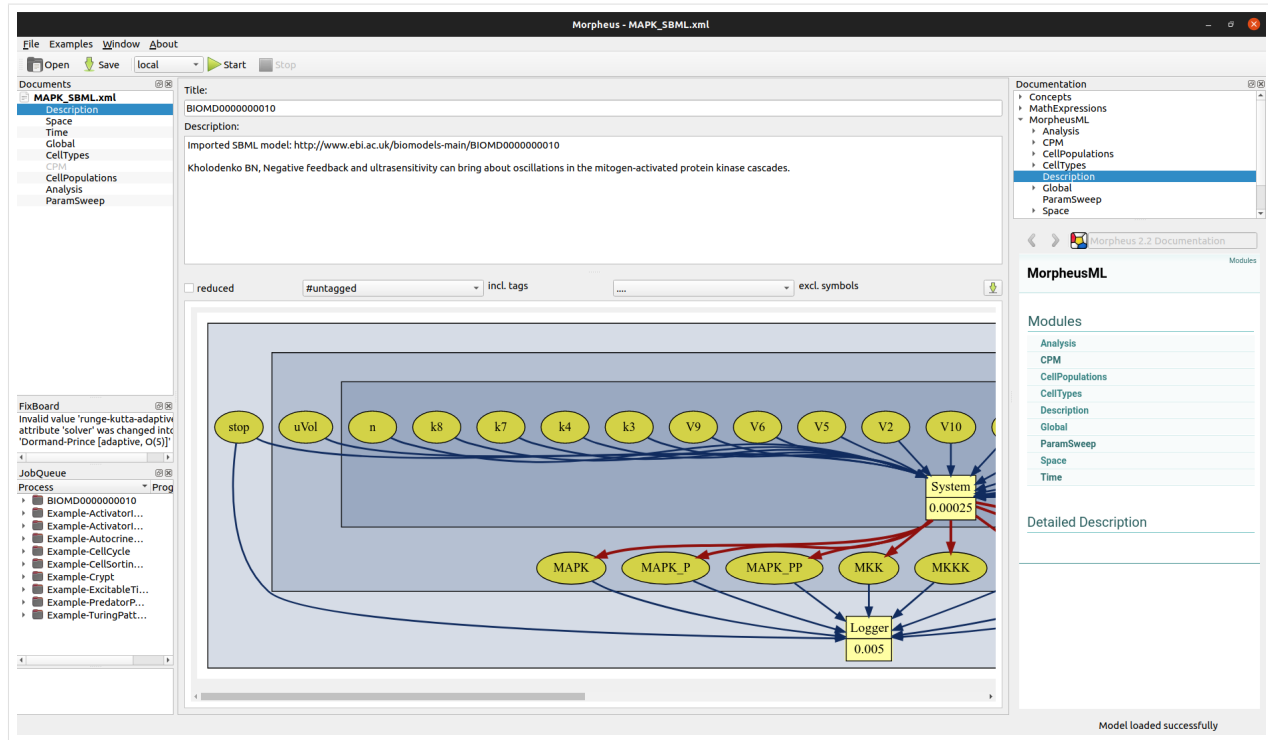 Morpheus - MAPK_SBML.xml
File Examples Window About
Open Save local Start Stop
Documents
MAPK_SBML.xml
Description
Space
Time
Global
CellTypes
CPM
CellPopulations
Analysis
ParamSweep
FixBoard
Invalid value 'runge-kutta-adaptive
attribute 'solver' was changed into
'Dormand-Prince [adaptive, O(5)]'
JobQueue
Process Prog
BIOMD0000000010
Example-ActivatorI...
Example-ActivatorI...
Example-Autocrine...
Example-CellCycle
Example-CellSortin...
Example-Crypt
Example-ExcitableTi...
Example-PredatorP...
Example-TuringPatt...
Title:
BIOMD0000000010
Description:
Imported SBML model: http://www.ebi.ac.uk/biomodels-main/BIOMD0000000010
Kholodenko BN, Negative feedback and ultrasensitivity can bring about oscillations in the mitogen-activated protein kinase cascades.
reduced #untagged incl. tags .... excl. symbols
stop uVol n k8 k7 k4 k3 V9 V6 V5 V2 V10
System
0.00025
MAPK MAPK_P MAPK_PP MKK MKKK
Logger
0.005
Documentation
Concepts
MathExpressions
MorpheusML
Analysis
CPM
CellPopulations
CellTypes
Description
Global
ParamSweep
Space
Morpheus 2.2 Documentation
Modules
MorpheusML
Modules
Analysis
CPM
CellPopulations
CellTypes
Description
Global
ParamSweep
Space
Time
Detailed Description
Model loaded successfully